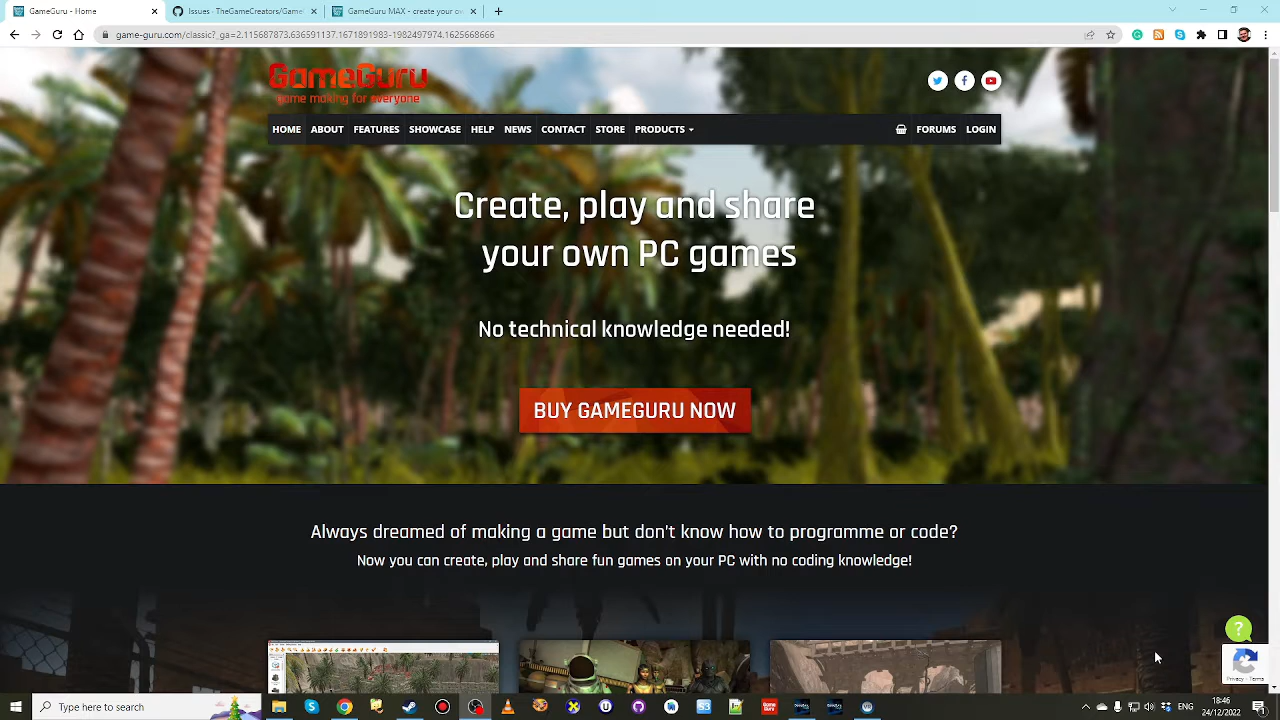 GameGuru - Home
Issues - TheGameCreators/Game
GameGuru MAX - create your ow
game-guru.com/classic?_ga=2.115687873.636591137.1671891983-1982497974.1625668666
GameGuru
game making for everyone
HOME ABOUT FEATURES SHOWCASE HELP NEWS CONTACT STORE PRODUCTS FORUMS LOGIN
Create, play and share
your own PC games
No technical knowledge needed!
BUY GAMEGURU NOW
Always dreamed of making a game but don't know how to programme or code?
Now you can create, play and share fun games on your PC with no coding knowledge!
?
Privacy - Terms
Type here to search
ENG
18:46
24/12/2022